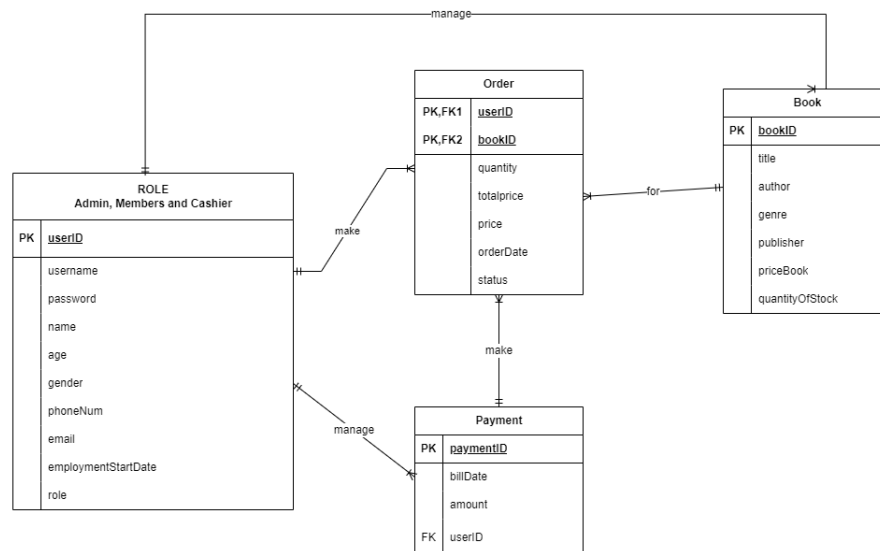 manage
Order
PK,FK1 userID
PK,FK2 bookID
quantity
totalprice
price
orderDate
status
Book
PK bookID
title
author
genre
publisher
priceBook
quantityOfStock
for
make
ROLE
Admin, Members and Cashier
PK userID
username
password
name
age
gender
phoneNum
email
employmentStartDate
role
make
manage
Payment
PK paymentID
billDate
amount
FK userID